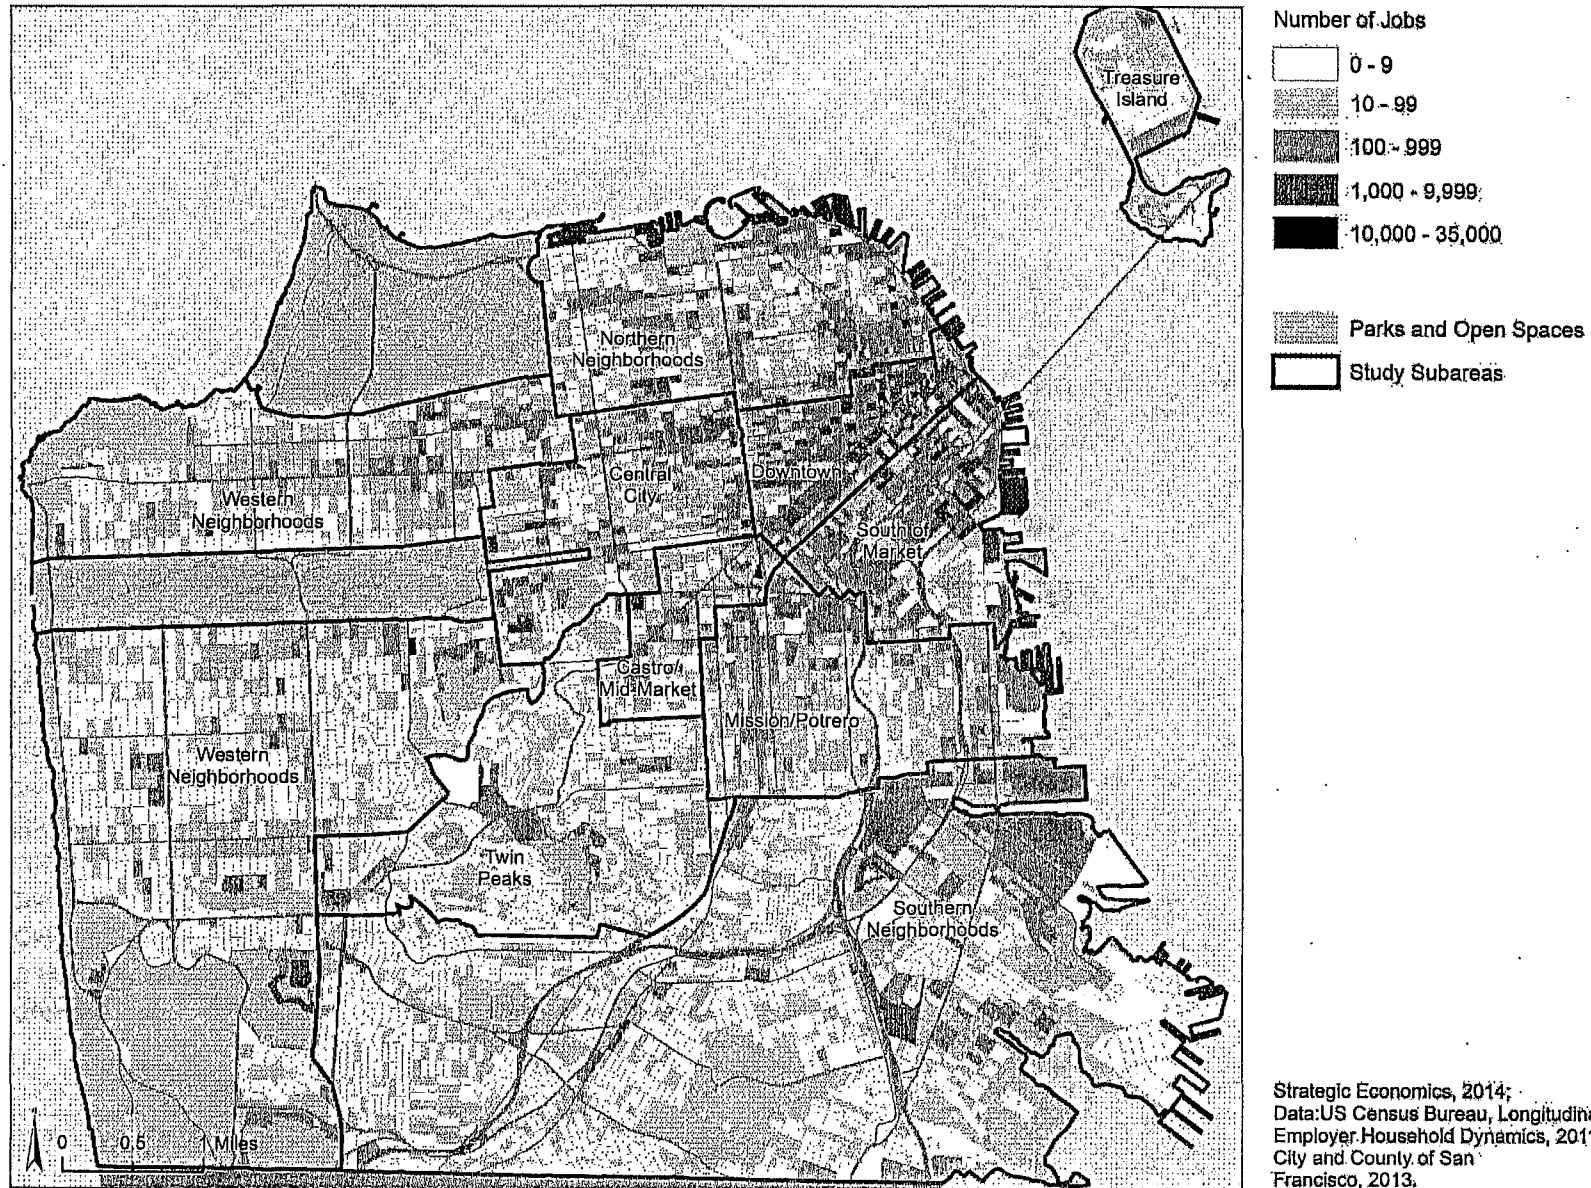 Number of Jobs
0 - 9
10 - 99
100 - 999
1,000 - 9,999
10,000 - 35,000
Parks and Open Spaces
Study Subareas
Treasure
Island
Northern
Neighborhoods
Central
City
Downtown
Western
Neighborhoods
South of
Market
Castro/
Mid-Market
Mission/Potrero
Western
Neighborhoods
Twin
Peaks
Southern
Neighborhoods
0 0.5 1 Miles
Strategic Economics, 2014;
Data:US Census Bureau, Longitudina
Employer Household Dynamics, 201
City and County of San
Francisco, 2013.